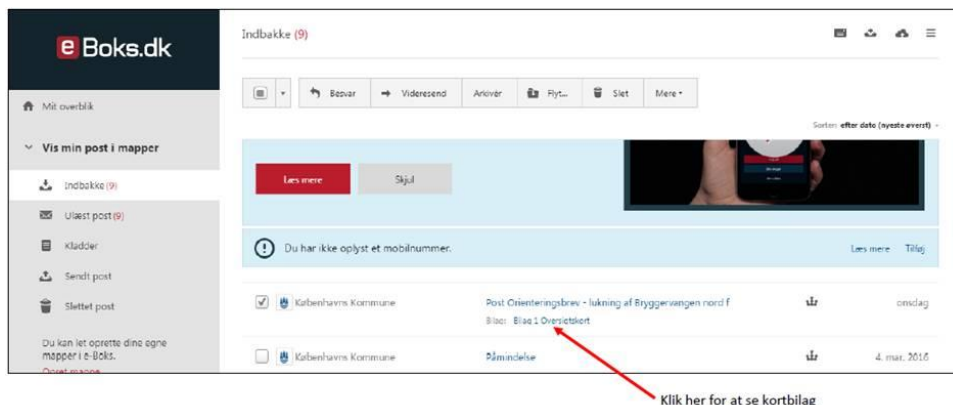 e Boks.dk
Indbakke (9)
Besvar
Videresend
Arkiver
Flyt...
Slet
Mere
Mit overblik
Sorter: efter dato (nyeste øverst)
Vis min post i mapper
Læs mere
Skjul
Indbakke (9)
Ulæst post (9)
Du har ikke oplyst et mobilnummer.
Læs mere
Tilføj
Kladder
Sendt post
Københavns Kommune
Post Orienteringsbrev - lukning af Bryggervangen nord f
onsdag
Slettet post
Bilag: Bilag 1 Oversigtskort
Du kan let oprette dine egne
mapper i e-Boks.
Københavns Kommune
Påmindelse
4. mar. 2016
Opret mappe
Klik her for at se kortbilag